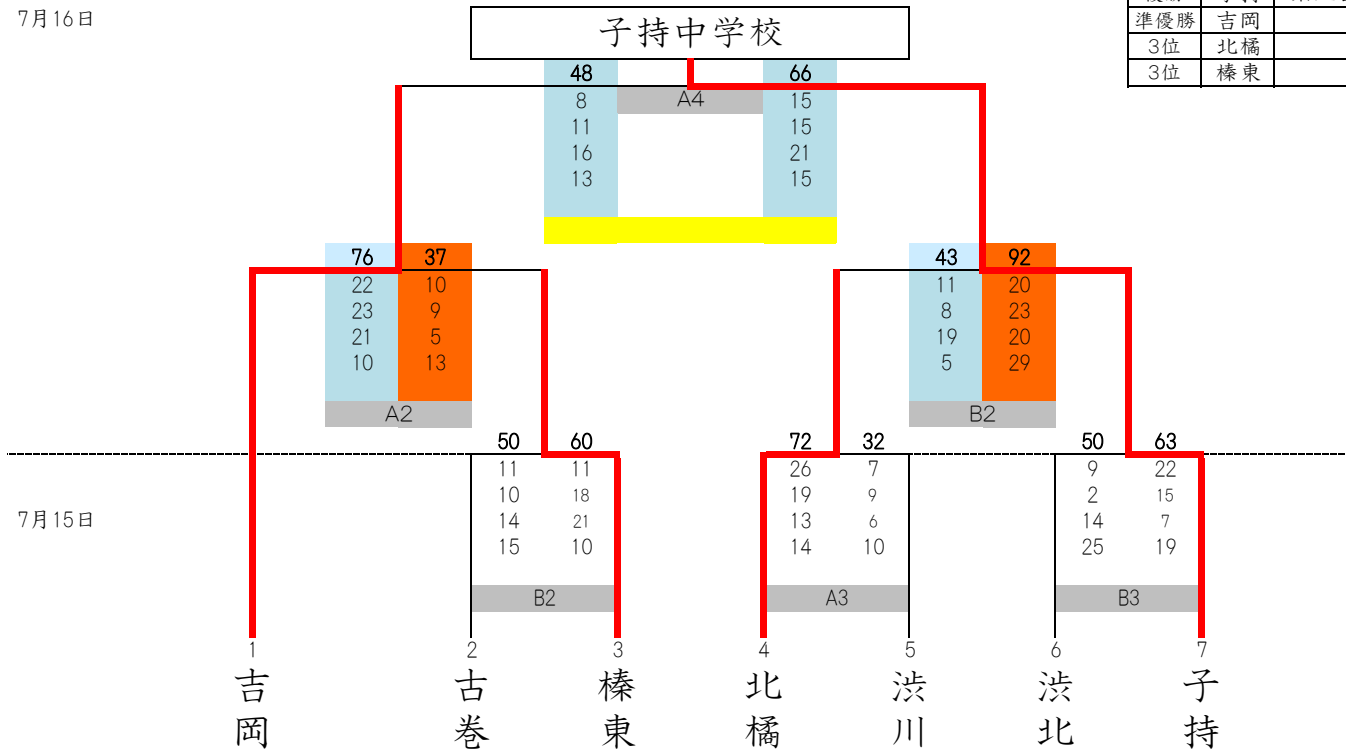 7月16日
子持中学校
準優勝 吉岡
3位 北橘
3位 榛東
48 66
8 A4 15
11 15
16 21
13 15
76 37 43 92
22 10 11 20
23 9 8 23
21 5 19 20
10 13 5 29
A2 B2
50 60 72 32 50 63
11 11 26 7 9 22
10 18 19 9 2 15
7月15日
14 21 13 6 14 7
15 10 14 10 25 19
B2 A3 B3
1 2 3 4 5 6 7
吉岡 古巻 榛東 北橘 渋川 渋北 子持